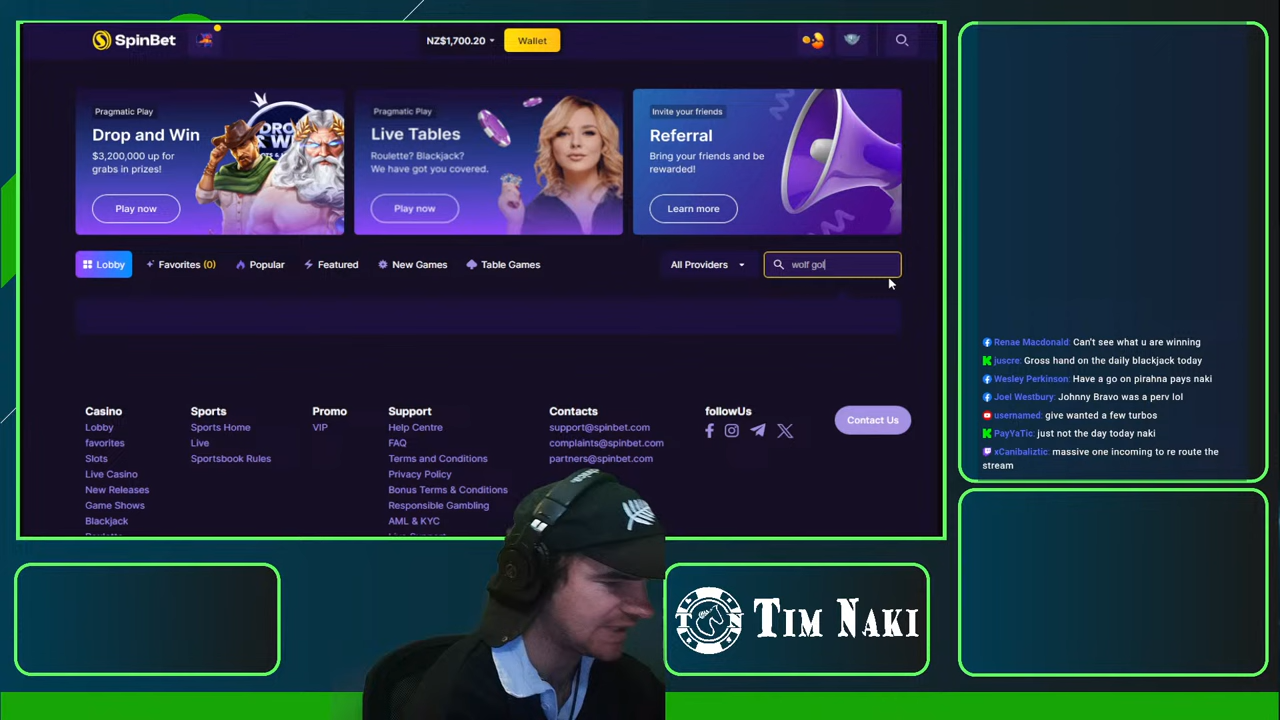 SpinBet
NZ$1,700.20
Wallet
Pragmatic Play
Drop and Win
$3,200,000 up for
grabs in prizes!
Play now
Pragmatic Play
Live Tables
Roulette? Blackjack?
We have got you covered.
Play now
Invite your friends
Referral
Bring your friends and be
rewarded!
Learn more
Lobby
Favorites (0)
Popular
Featured
New Games
Table Games
All Providers
wolf gol
Casino
Lobby
favorites
Slots
Live Casino
New Releases
Game Shows
Blackjack
Sports
Sports Home
Live
Sportsbook Rules
Promo
VIP
Support
Help Centre
FAQ
Terms and Conditions
Privacy Policy
Bonus Terms & Conditions
Responsible Gambling
AML & KYC
Contacts
support@spinbet.com
complaints@spinbet.com
partners@spinbet.com
followUs
Contact Us
Renae Macdonald: Can't see what u are winning
juscre: Gross hand on the daily blackjack today
Wesley Perkinson: Have a go on pirahna pays naki
Joel Westbury: Johnny Bravo was a perv lol
usernamed: give wanted a few turbos
PayYaTic: just not the day today naki
xCanibaliztic: massive one incoming to re route the
stream
TIM NAKI